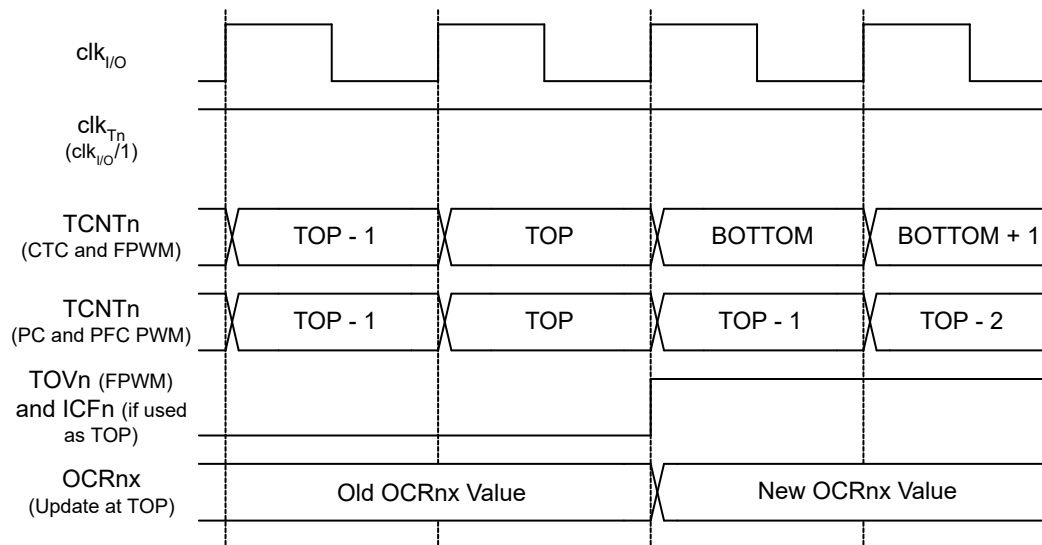 clkI/O
clkTn
(clkI/O/1)
TCNTn
(CTC and FPWM)
TOP - 1 TOP BOTTOM BOTTOM + 1
TCNTn
(PC and PFC PWM)
TOP - 1 TOP TOP - 1 TOP - 2
TOVn (FPWM)
and ICFn (if used
as TOP)
OCRnx
(Update at TOP)
Old OCRnx Value New OCRnx Value